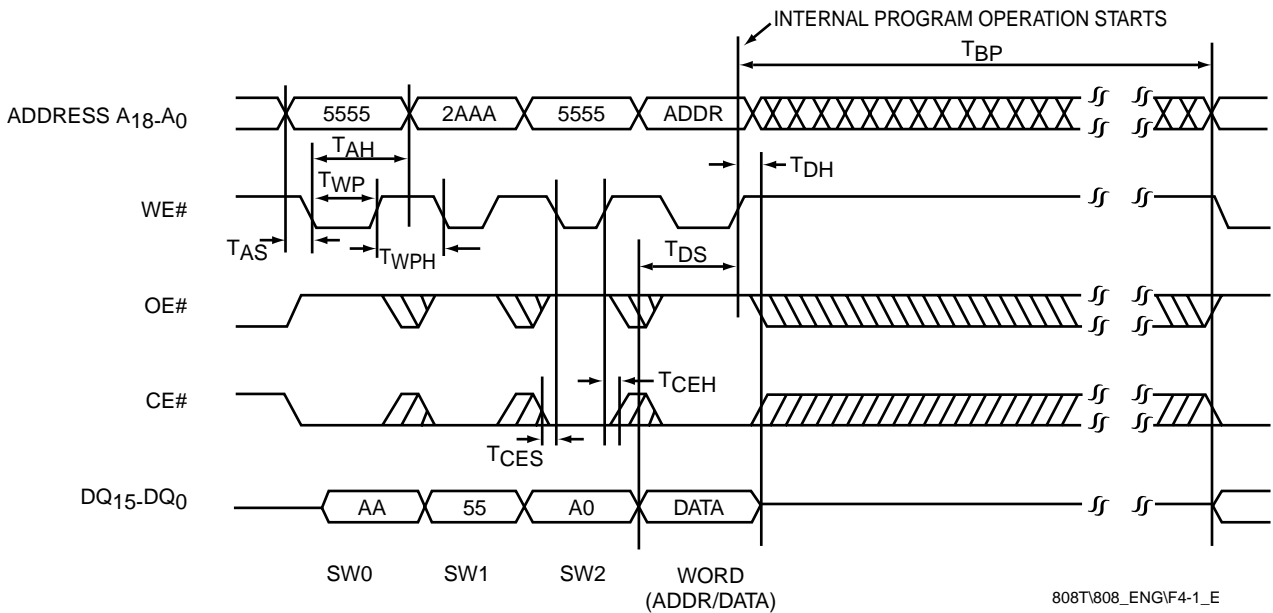 INTERNAL PROGRAM OPERATION STARTS
TBP
ADDRESS A18-A0
5555
2AAA
5555
ADDR
TAH
TDH
TWP
WE#
TAS
TWPH
TDS
OE#
TCEH
CE#
TCES
DQ15-DQ0
AA
55
A0
DATA
SW0
SW1
SW2
WORD
(ADDR/DATA)
808T\808_ENG\F4-1_E